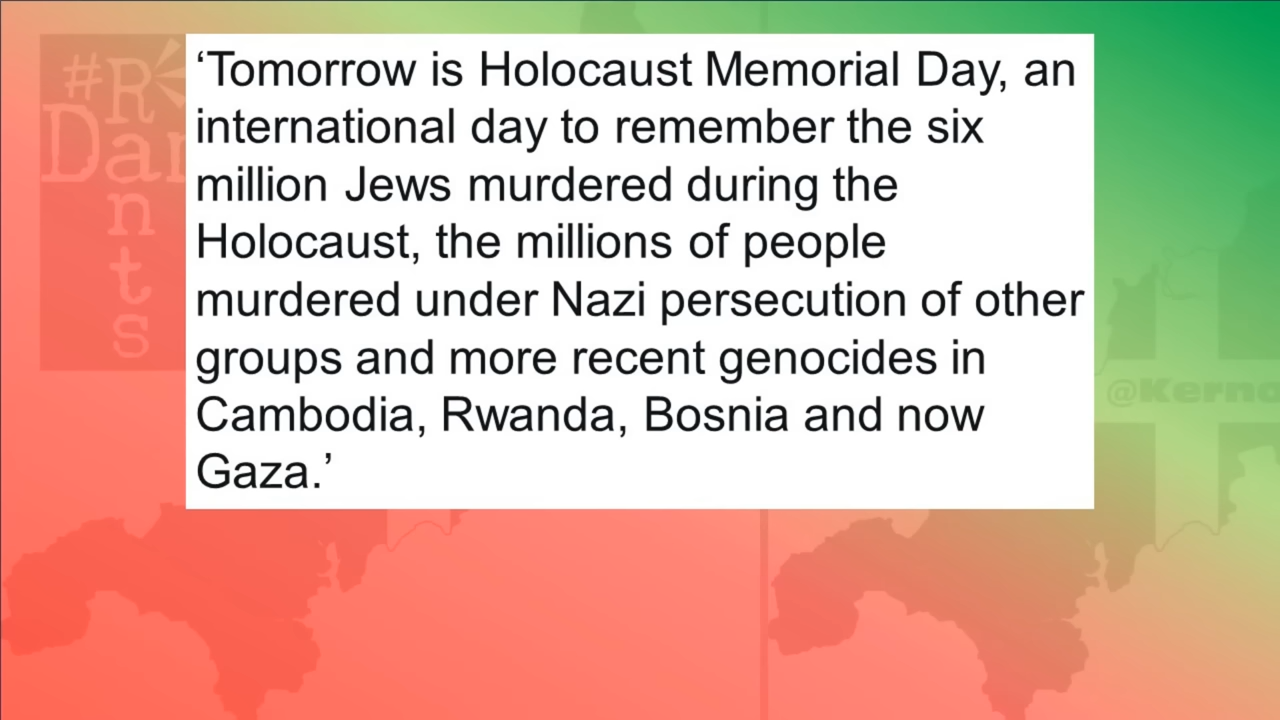 #R
Dan
n
t
s
‘Tomorrow is Holocaust Memorial Day, an
international day to remember the six
million Jews murdered during the
Holocaust, the millions of people
murdered under Nazi persecution of other
groups and more recent genocides in
Cambodia, Rwanda, Bosnia and now
Gaza.’